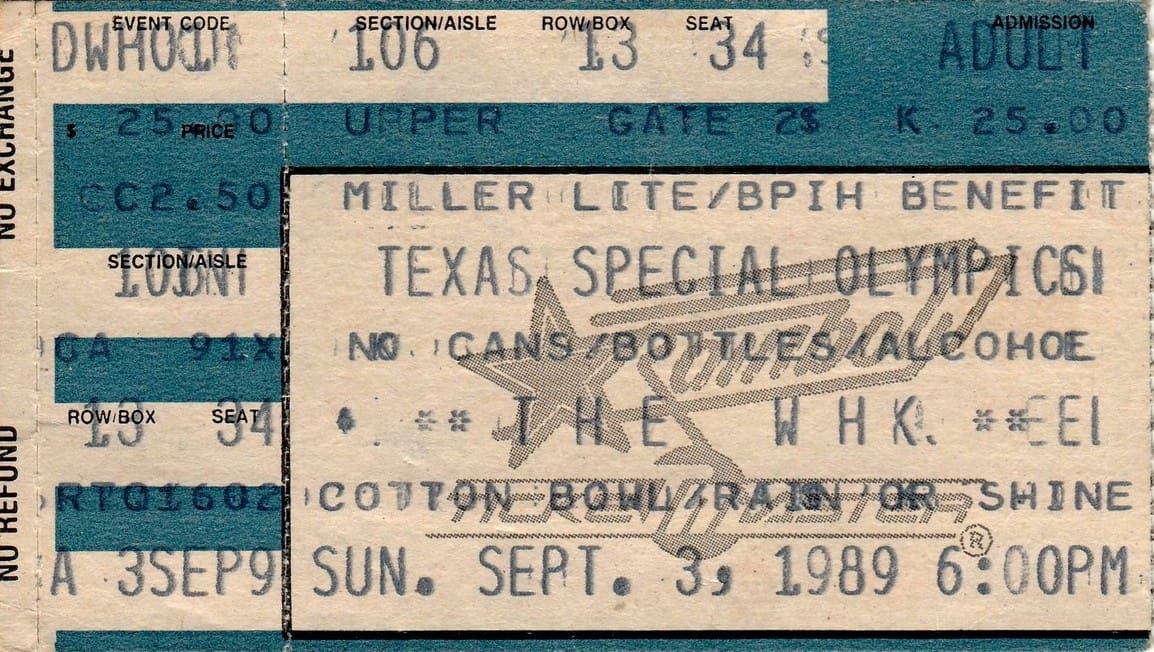 NO EXCHANGE
NO REFUND
EVENT CODE SECTION/AISLE ROW/BOX SEAT ADMISSION
106 13 34 ADULT
$ PRICE UPPER GATE K 25.00
CC2.50 MILLER LITE/BPIH BENEFIT
SECTION/AISLE
TEXAS SPECIAL OLYMPICS
GA 91X NO CANS/BOTTLES/ALCOHOE
ROW/BOX SEAT
13 34 ** THE WHK **
RTQ1602 COTTON BOWL/RAIN OR SHINE
TICKETMASTER ®
A 3SEP9 SUN. SEPT. 3, 1989 6:00PM